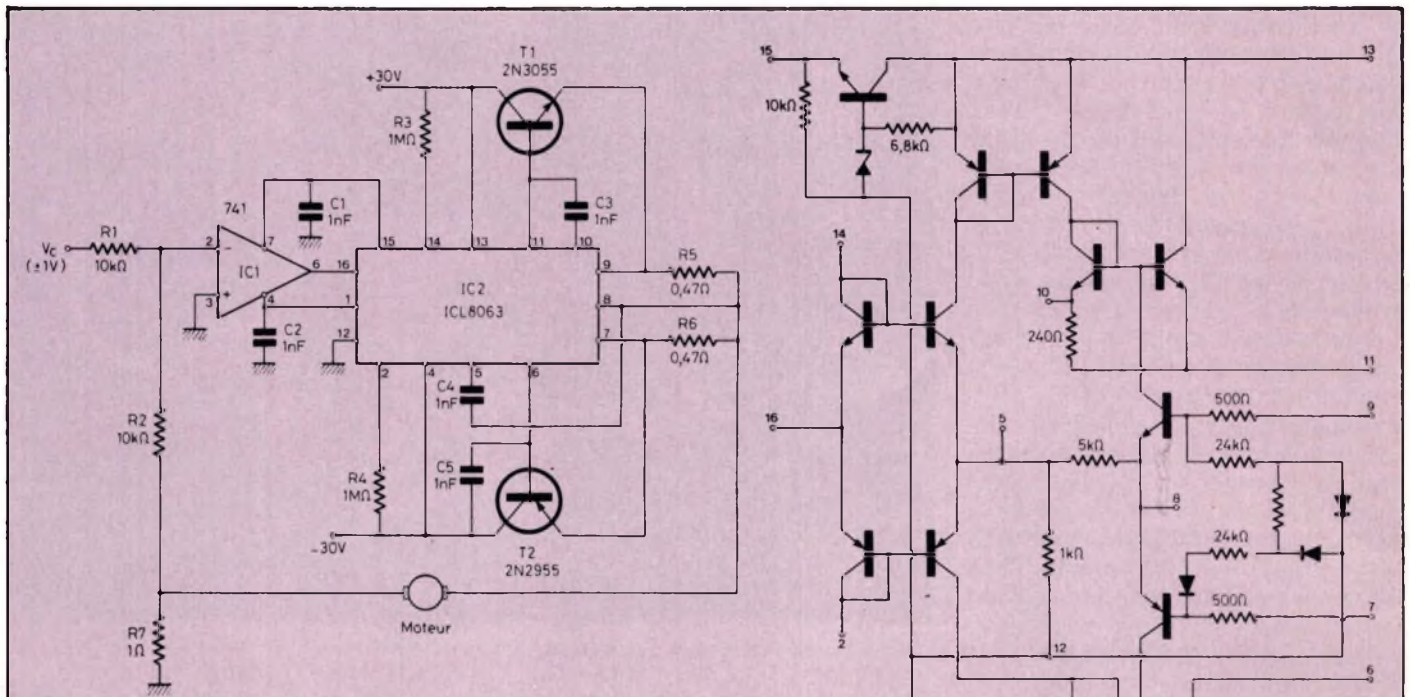 T1
2N3055
+30V
R3
1MΩ
741
C1
1nF
C3
1nF
VC
(±1V)
R1
10kΩ
2
−
7
IC1
6
3
+
4
C2
1nF
15
14
13
11
10
16
1
12
IC2
ICL8063
9
8
7
2
4
5
6
R5
0,47Ω
R6
0,47Ω
C4
1nF
R2
10kΩ
R4
1MΩ
C5
1nF
-30V
T2
2N2955
Moteur
R7
1Ω
15
13
10kΩ
6,8kΩ
14
10
240Ω
11
16
5
5kΩ
500Ω
9
24kΩ
8
1kΩ
24kΩ
500Ω
7
2
12
6